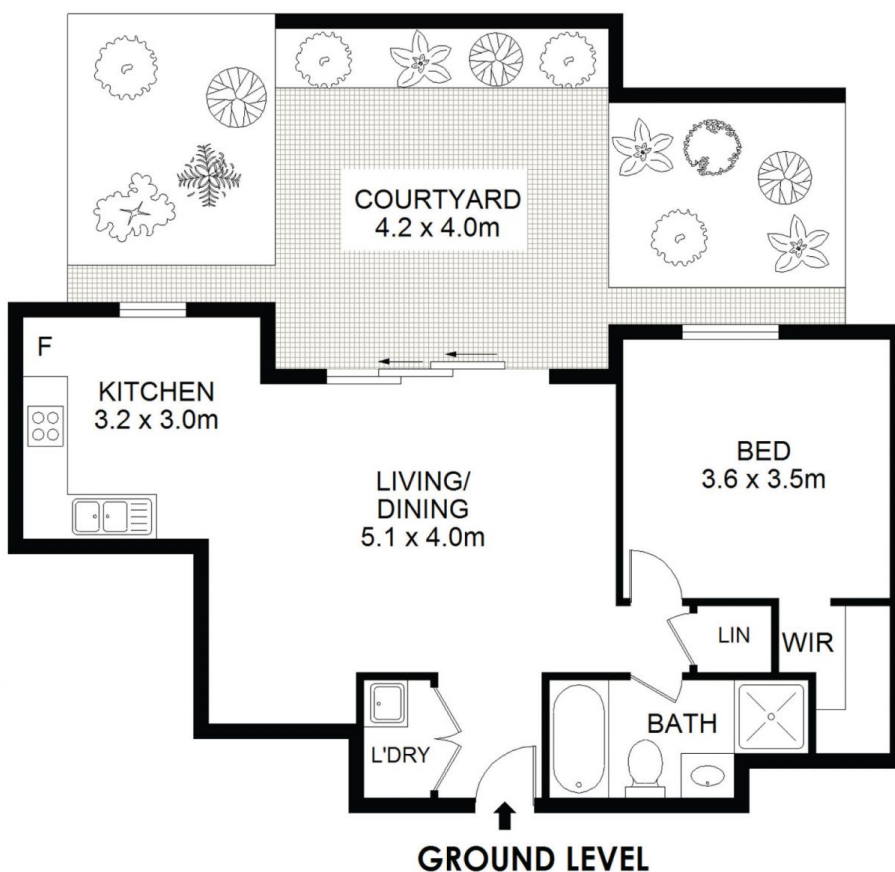 COURTYARD
4.2 x 4.0m
F
KITCHEN
3.2 x 3.0m
LIVING/
DINING
5.1 x 4.0m
BED
3.6 x 3.5m
LIN
WIR
BATH
L'DRY
GROUND LEVEL